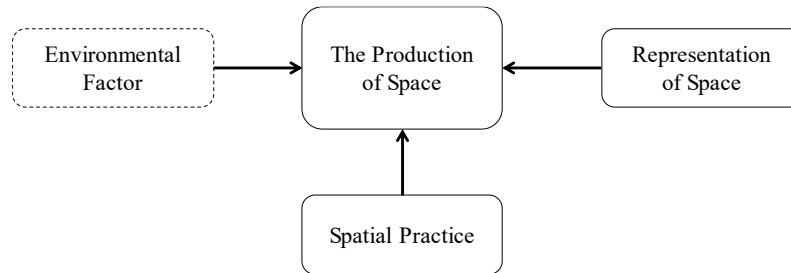 Environmental
Factor
The Production
of Space
Representation
of Space
Spatial Practice